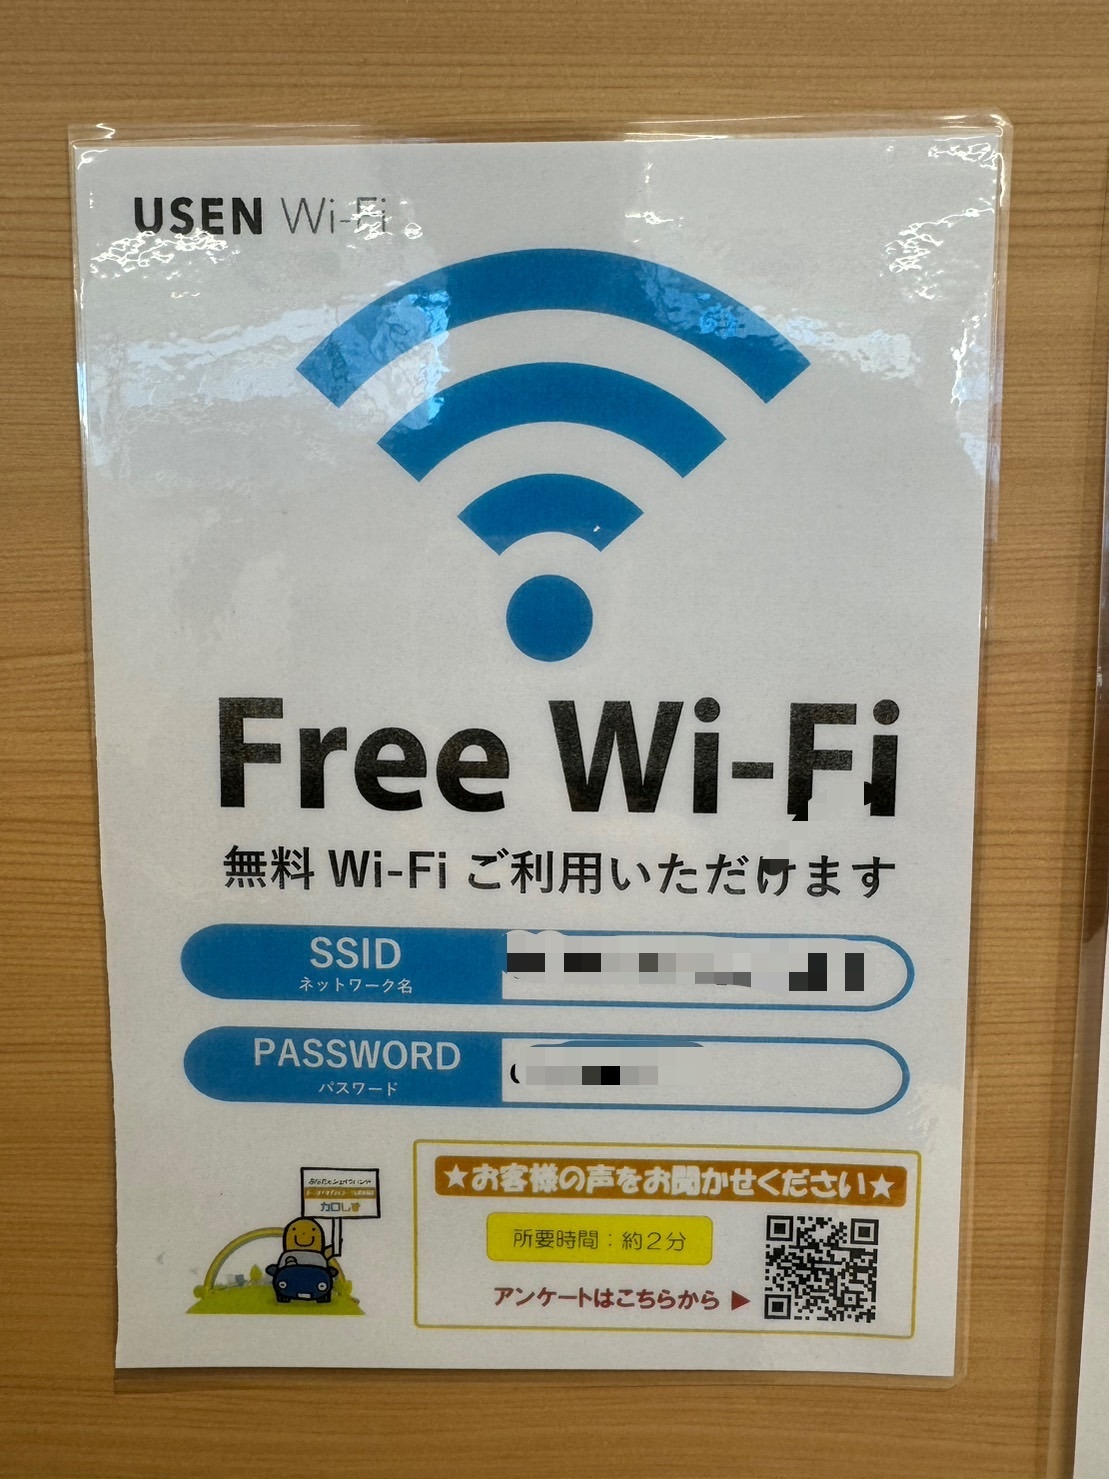 USEN Wi-Fi
Free Wi-Fi
無料 Wi-Fi ご利用いただけます
SSID
ネットワーク名
PASSWORD
パスワード
★お客様の声をお聞かせください★
所要時間:約2分
アンケートはこちらから ▶